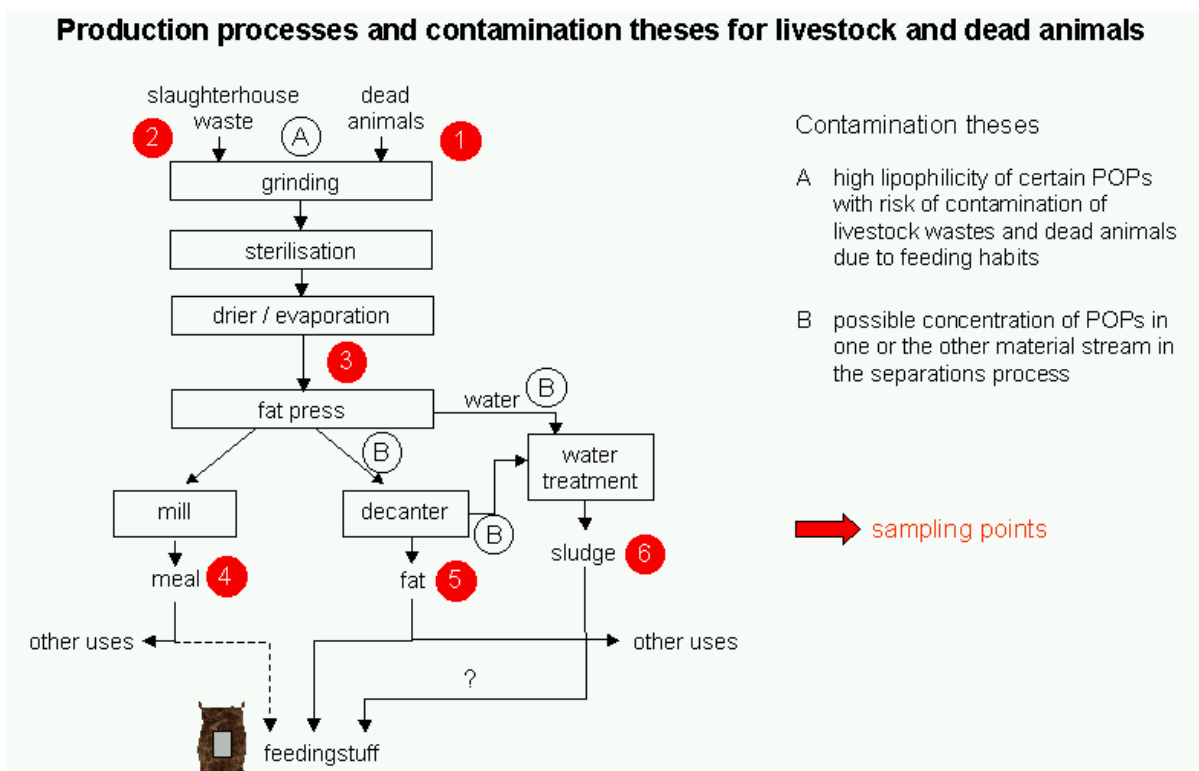 Production processes and contamination theses for livestock and dead animals
slaughterhouse
waste
dead
animals
2
A
1
grinding
sterilisation
drier / evaporation
3
fat press
water
B
B
water
treatment
mill
decanter
B
meal
4
fat
5
sludge
6
other uses
other uses
?
feedingstuff
Contamination theses
A high lipophilicity of certain POPs
with risk of contamination of
livestock wastes and dead animals
due to feeding habits
B possible concentration of POPs in
one or the other material stream in
the separations process
sampling points